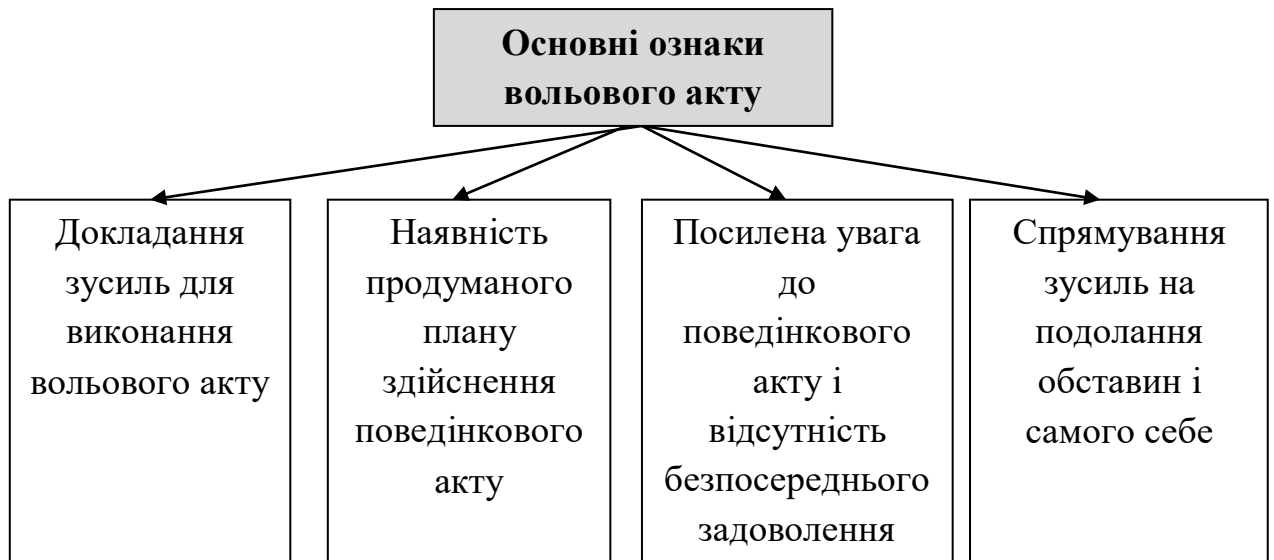 Основні ознаки
вольового акту
Докладання
зусиль для
виконання
вольового акту
Наявність
продуманого
плану
здійснення
поведінкового
акту
Посилена увага
до
поведінкового
акту і
відсутність
безпосереднього
задоволення
Спрямування
зусиль на
подолання
обставин і
самого себе